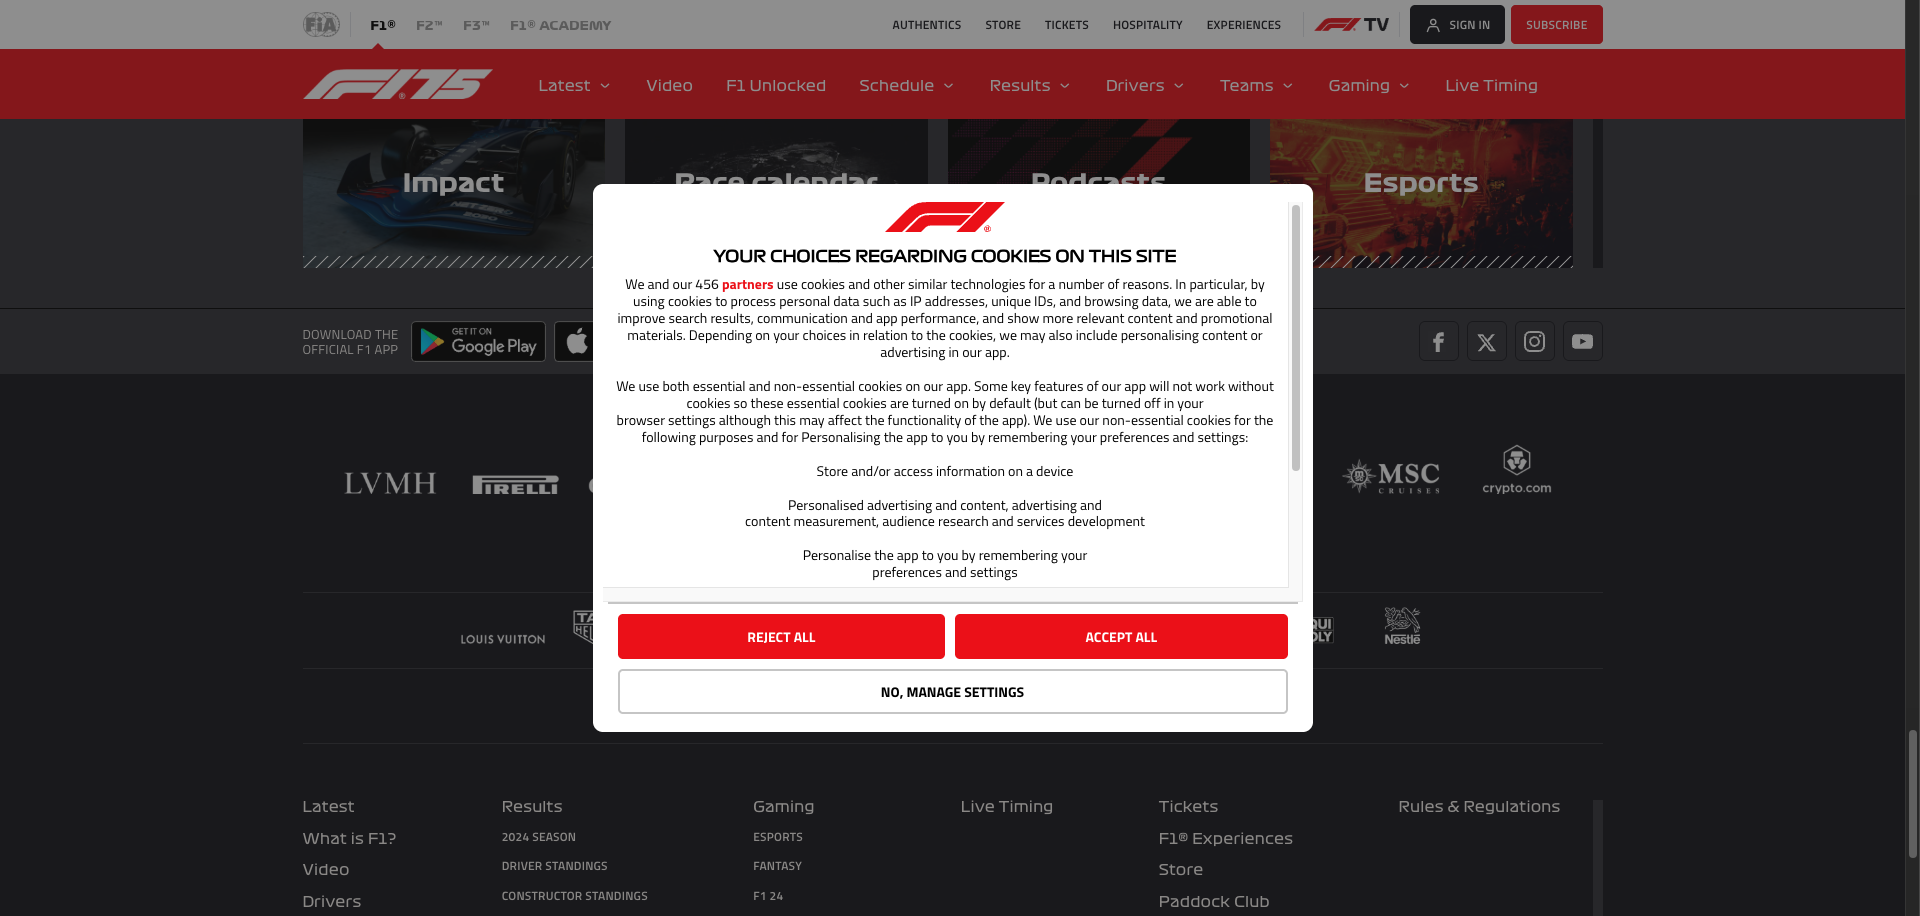 FiA F1® F2™ F3™ F1® ACADEMY AUTHENTICS STORE TICKETS HOSPITALITY EXPERIENCES F1 TV SIGN IN SUBSCRIBE
F1.75 Latest Video F1 Unlocked Schedule Results Drivers Teams Gaming Live Timing
Impact Race calendar Podcasts Esports
NET ZERO
2030
F1®
YOUR CHOICES REGARDING COOKIES ON THIS SITE
We and our 456 partners use cookies and other similar technologies for a number of reasons. In particular, by
using cookies to process personal data such as IP addresses, unique IDs, and browsing data, we are able to
improve search results, communication and app performance, and show more relevant content and promotional
materials. Depending on your choices in relation to the cookies, we may also include personalising content or
advertising in our app.
We use both essential and non-essential cookies on our app. Some key features of our app will not work without
cookies so these essential cookies are turned on by default (but can be turned off in your
browser settings although this may affect the functionality of the app). We use our non-essential cookies for the
following purposes and for Personalising the app to you by remembering your preferences and settings:
Store and/or access information on a device
Personalised advertising and content, advertising and
content measurement, audience research and services development
Personalise the app to you by remembering your
preferences and settings
REJECT ALL ACCEPT ALL
NO, MANAGE SETTINGS
DOWNLOAD THE
OFFICIAL F1 APP
GET IT ON
Google Play
LVMH PIRELLI MSC
CRUISES
crypto.com
LOUIS VUITTON
Nestlé
Latest Results Gaming Live Timing Tickets Rules & Regulations
What is F1? 2024 SEASON ESPORTS F1® Experiences
Video DRIVER STANDINGS FANTASY Store
Drivers CONSTRUCTOR STANDINGS F1 24 Paddock Club